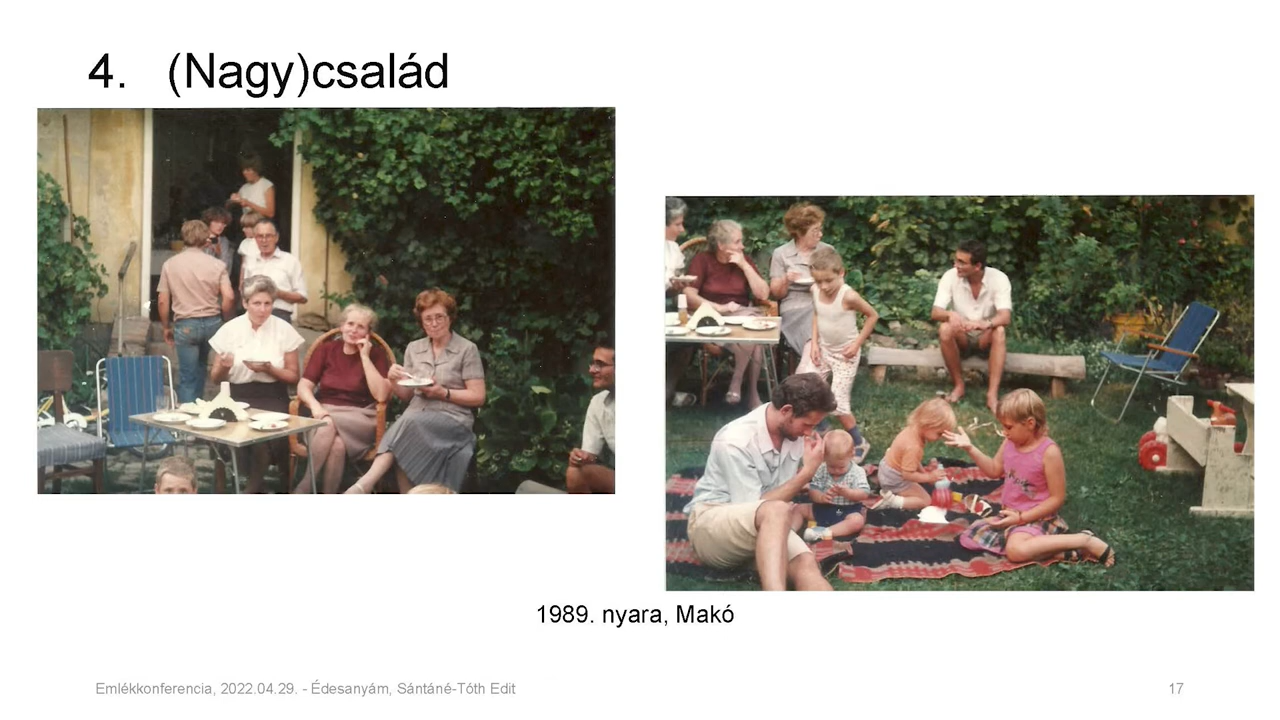 4. (Nagy)család
1989. nyara, Makó
Emlékkonferencia, 2022.04.29. - Édesanyám, Sántáné-Tóth Edit
17